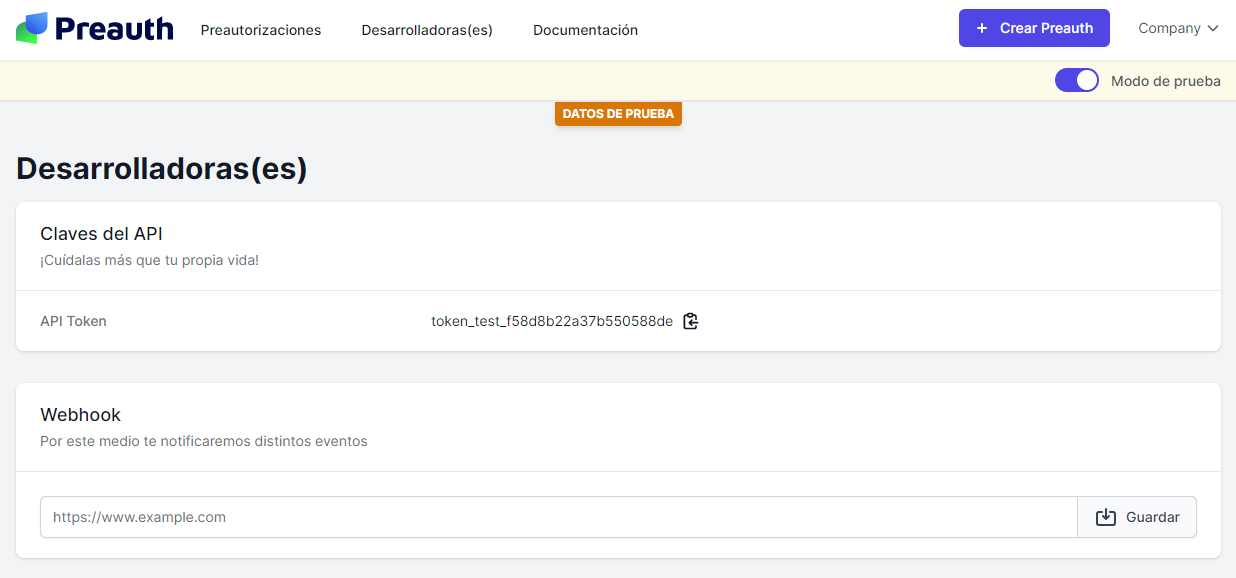 Preauth
Preautorizaciones
Desarrolladoras(es)
Documentación
+ Crear Preauth
Company
Modo de prueba
DATOS DE PRUEBA
Desarrolladoras(es)
Claves del API
¡Cuídalas más que tu propia vida!
API Token
token_test_f58d8b22a37b550588de
Webhook
Por este medio te notificaremos distintos eventos
https://www.example.com
Guardar